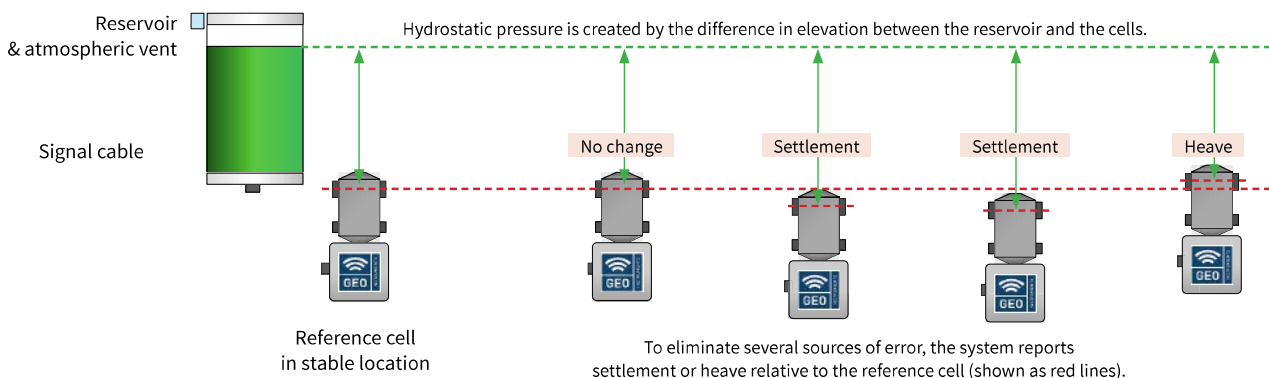 Reservoir
& atmospheric vent
Hydrostatic pressure is created by the difference in elevation between the reservoir and the cells.
Signal cable
No change
Settlement
Settlement
Heave
GEO
GEO
GEO
GEO
GEO
Reference cell
in stable location
To eliminate several sources of error, the system reports
settlement or heave relative to the reference cell (shown as red lines).